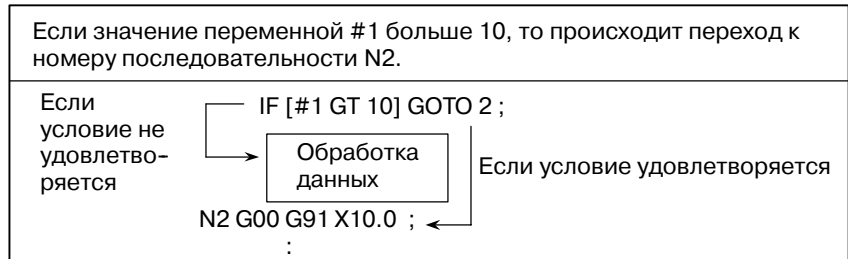 Если значение переменной #1 больше 10, то происходит переход к
номеру последовательности N2.
Если
условие не
удовлетво-
ряется
IF [#1 GT 10] GOTO 2 ;
Обработка
данных
Если условие удовлетворяется
N2 G00 G91 X10.0 ;
: